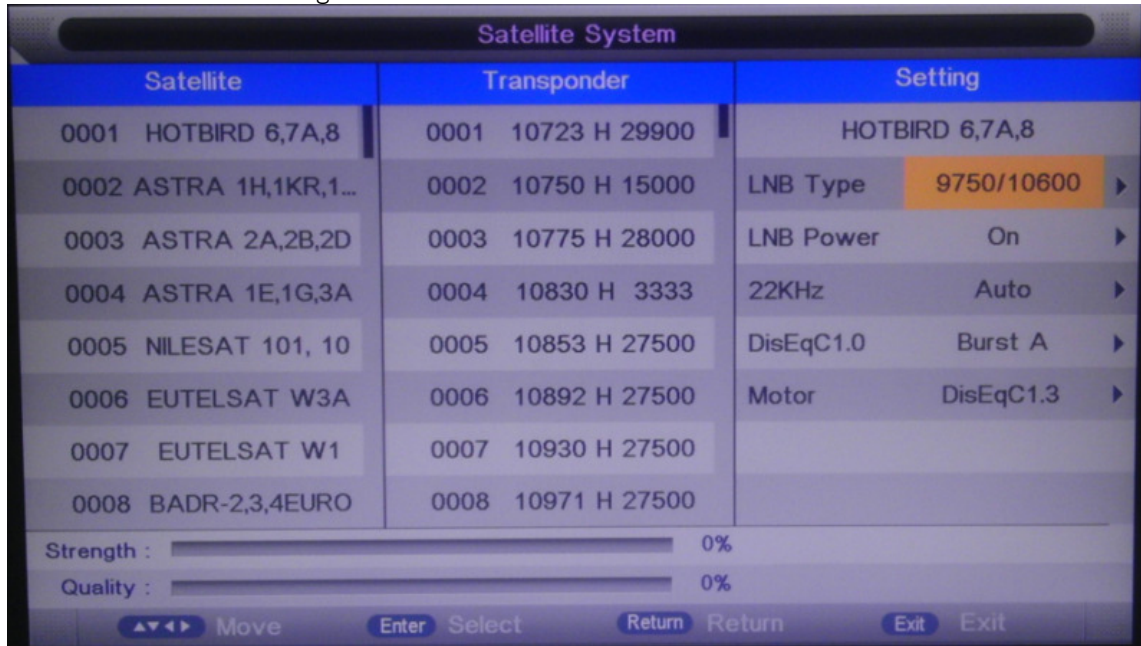 Satellite System
Satellite Transponder Setting
0001 HOTBIRD 6,7A,8 0001 10723 H 29900 HOTBIRD 6,7A,8
0002 ASTRA 1H,1KR,1... 0002 10750 H 15000 LNB Type 9750/10600
0003 ASTRA 2A,2B,2D 0003 10775 H 28000 LNB Power On
0004 ASTRA 1E,1G,3A 0004 10830 H 3333 22KHz Auto
0005 NILESAT 101, 10 0005 10853 H 27500 DisEqC1.0 Burst A
0006 EUTELSAT W3A 0006 10892 H 27500 Motor DisEqC1.3
0007 EUTELSAT W1 0007 10930 H 27500
0008 BADR-2,3,4EURO 0008 10971 H 27500
Strength : 0%
Quality : 0%
Move Enter Select Return Return Exit Exit